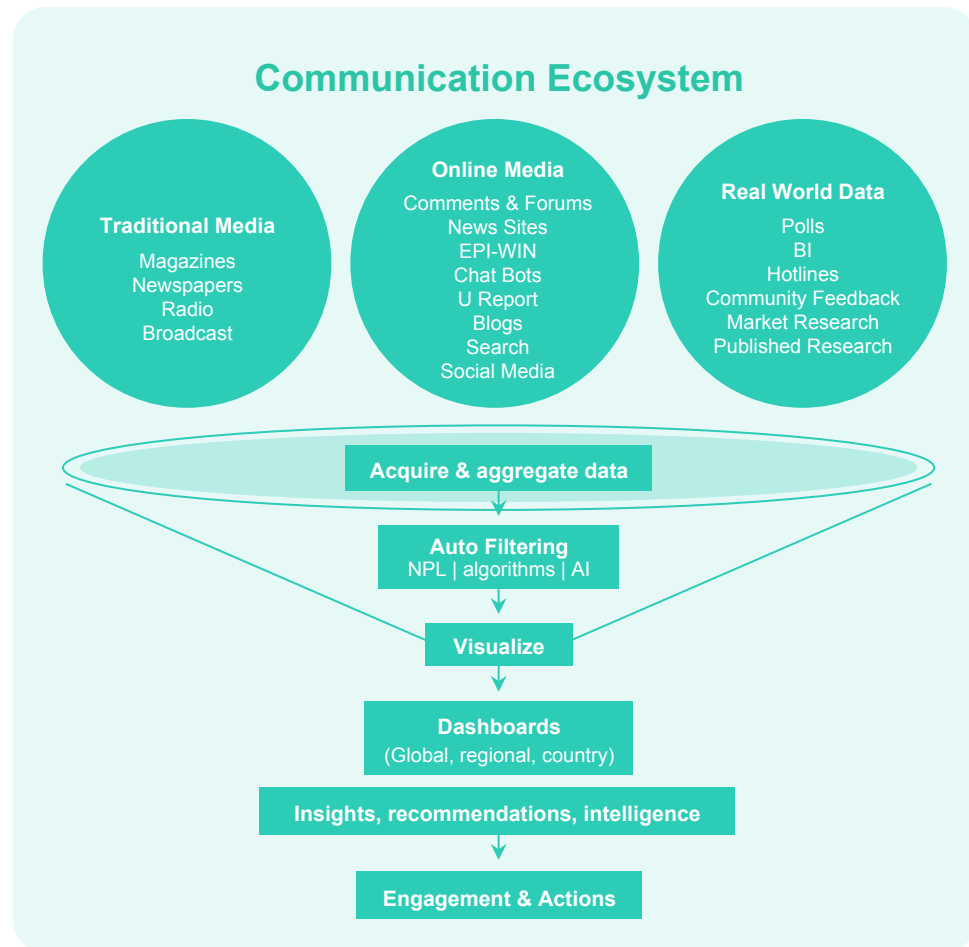 Communication Ecosystem
Traditional Media
Magazines
Newspapers
Radio
Broadcast
Online Media
Comments & Forums
News Sites
EPI-WIN
Chat Bots
U Report
Blogs
Search
Social Media
Real World Data
Polls
BI
Hotlines
Community Feedback
Market Research
Published Research
Acquire & aggregate data
Auto Filtering
NPL | algorithms | AI
Visualize
Dashboards
(Global, regional, country)
Insights, recommendations, intelligence
Engagement & Actions